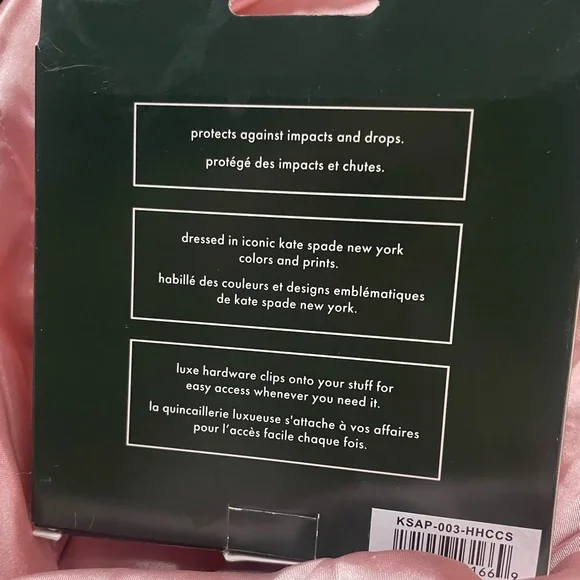 protects against impacts and drops.
protégé des impacts et chutes.
dressed in iconic kate spade new york
colors and prints.
habillé des couleurs et designs emblématiques
de kate spade new york.
luxe hardware clips onto your stuff for
easy access whenever you need it.
la quincaillerie luxueuse s'attache à vos affaires
pour l'accès facile chaque fois.
KSAP-003-HHCCS